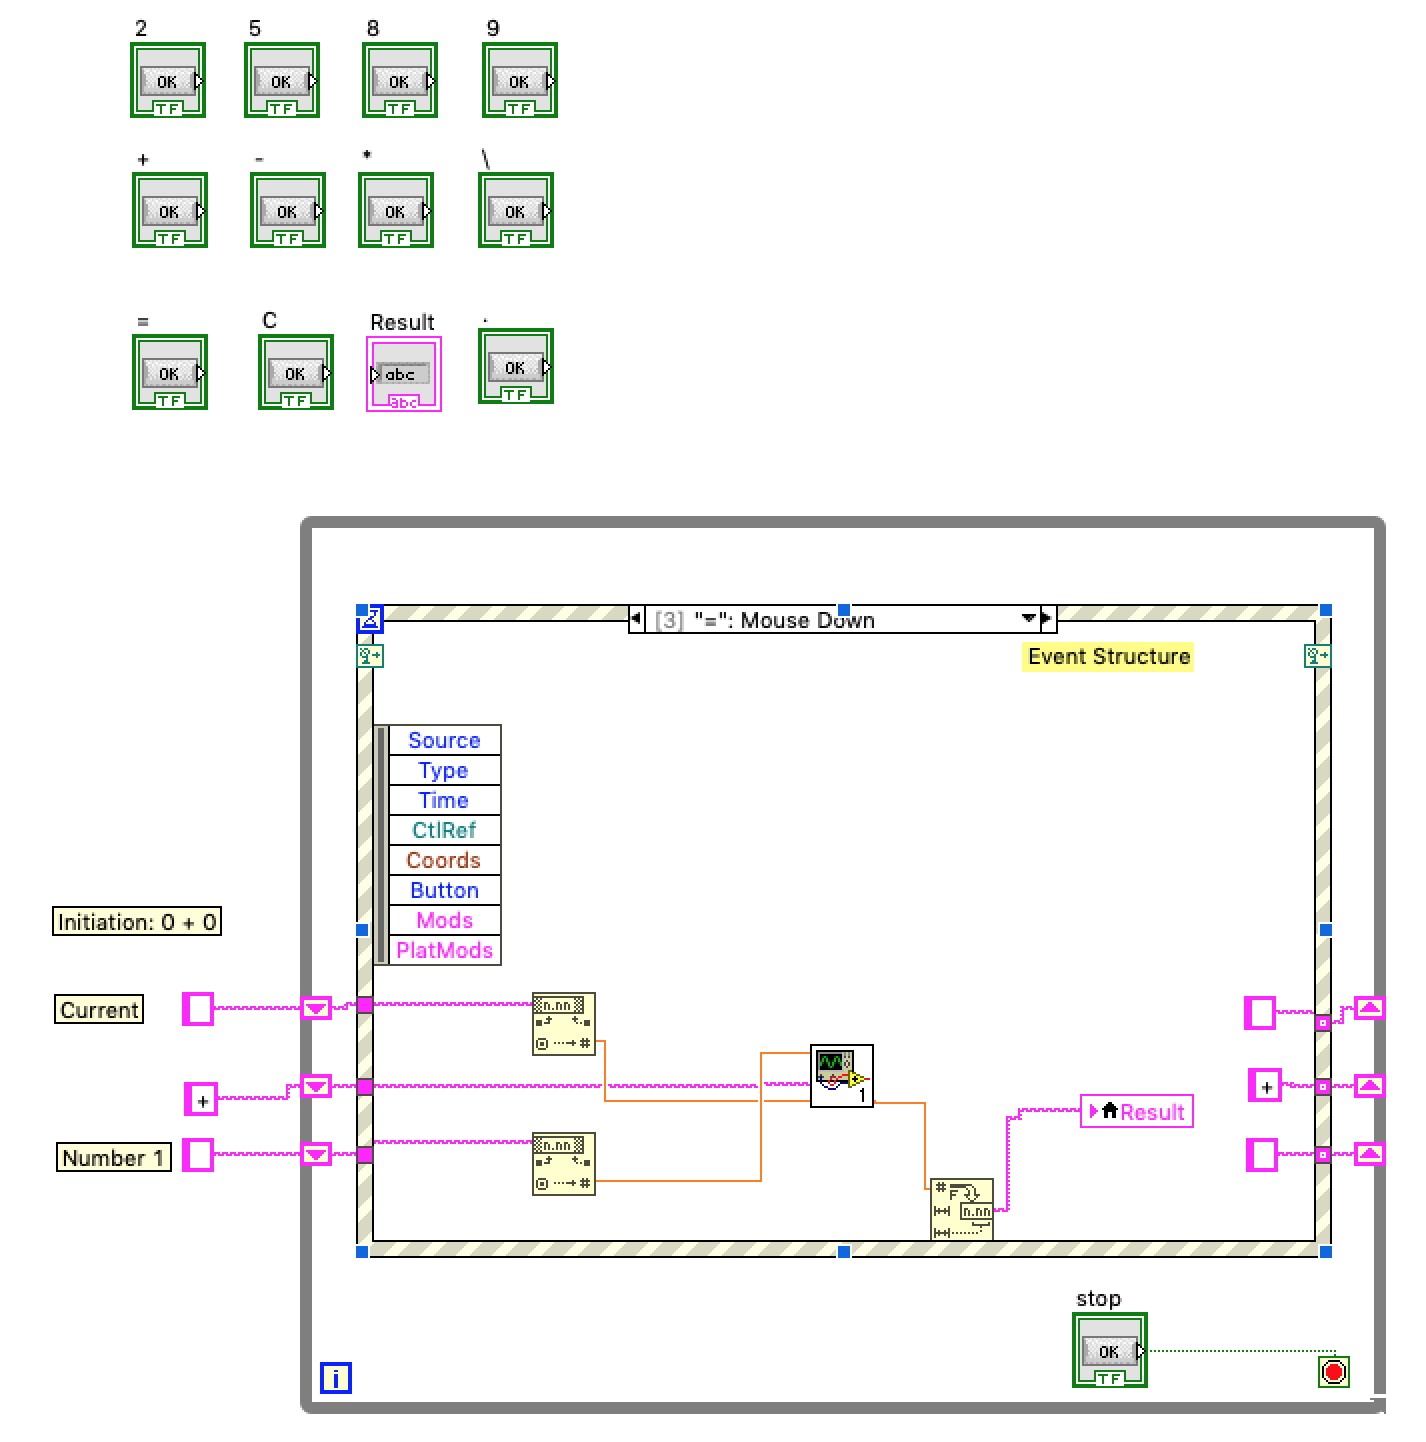 2 5 8 9
OK OK OK OK
TF TF TF TF
+ - * \
OK OK OK OK
TF TF TF TF
= C Result .
OK OK abc OK
TF TF abc TF
[3] "=": Mouse Down
Event Structure
Source
Type
Time
CtlRef
Coords
Button
Mods
PlatMods
Initiation: 0 + 0
Current
n.nn
#
+
1
+
Result
Number 1
n.nn
#
# F
n.nn
stop
OK
TF
i